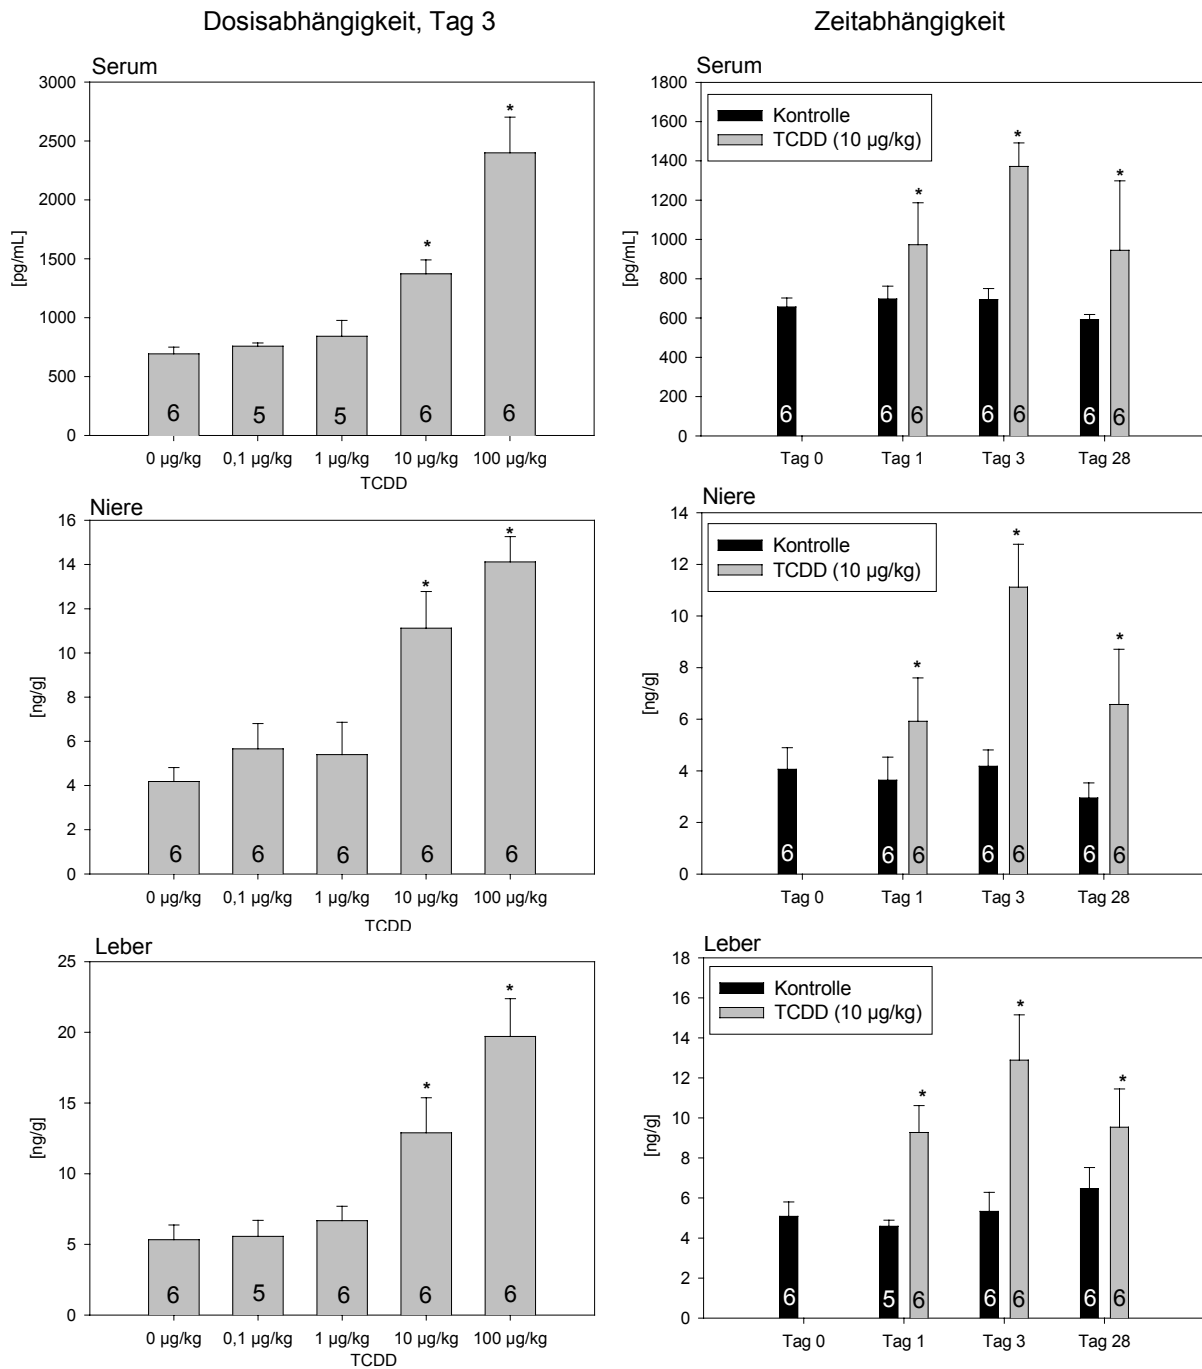 Dosisabhängigkeit, Tag 3
Serum
3000
2500
2000
1500
1000
500
0
[pg/mL]
* *
6 5 5 6 6
0 µg/kg 0,1 µg/kg 1 µg/kg 10 µg/kg 100 µg/kg
TCDD
Niere
16
14
12
10
8
6
4
2
0
[ng/g]
* *
6 6 6 6 6
0 µg/kg 0,1 µg/kg 1 µg/kg 10 µg/kg 100 µg/kg
TCDD
Leber
25
20
15
10
5
0
[ng/g]
* *
6 5 6 6 6
0 µg/kg 0,1 µg/kg 1 µg/kg 10 µg/kg 100 µg/kg
TCDD
Zeitabhängigkeit
Serum
1800
1600
1400
1200
1000
800
600
400
200
0
[pg/mL]
Kontrolle
TCDD (10 µg/kg)
* * *
6 6 6 6 6 6 6
Tag 0 Tag 1 Tag 3 Tag 28
Niere
14
12
10
8
6
4
2
0
[ng/g]
Kontrolle
TCDD (10 µg/kg)
* * *
6 6 6 6 6 6 6
Tag 0 Tag 1 Tag 3 Tag 28
Leber
18
16
14
12
10
8
6
4
2
0
[ng/g]
Kontrolle
TCDD (10 µg/kg)
* * *
6 5 6 6 6 6 6
Tag 0 Tag 1 Tag 3 Tag 28